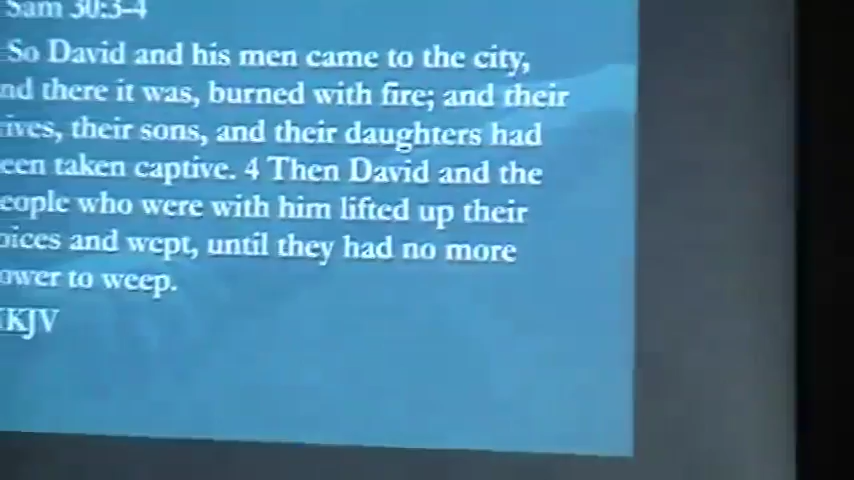 Sam 30:3-4
So David and his men came to the city,
nd there it was, burned with fire; and their
ives, their sons, and their daughters had
een taken captive. 4 Then David and the
eople who were with him lifted up their
oices and wept, until they had no more
ower to weep.
KJV